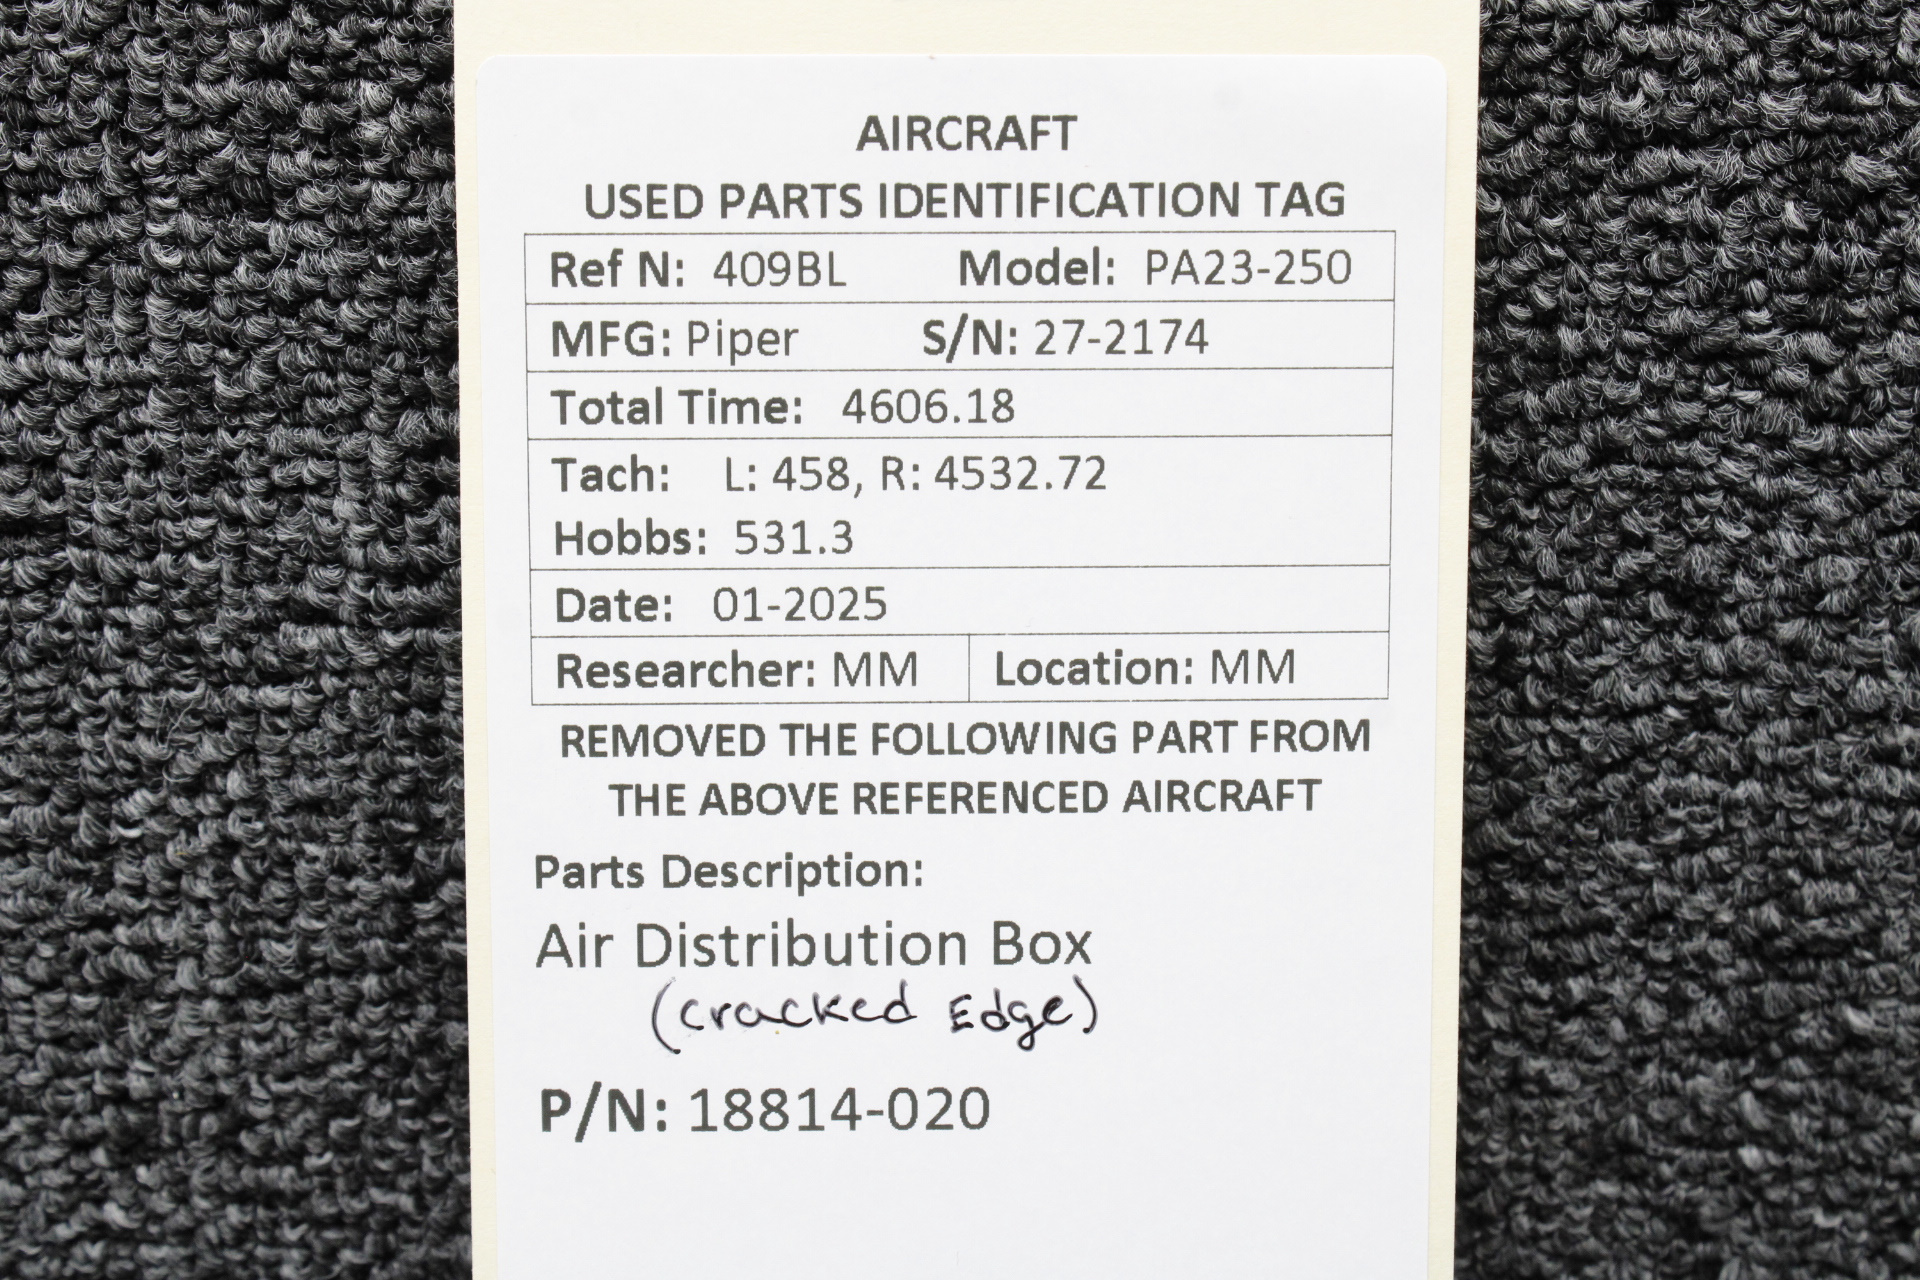 AIRCRAFT
USED PARTS IDENTIFICATION TAG
Ref N: 409BL Model: PA23-250
MFG: Piper S/N: 27-2174
Total Time: 4606.18
Tach: L: 458, R: 4532.72
Hobbs: 531.3
Date: 01-2025
Researcher: MM Location: MM
REMOVED THE FOLLOWING PART FROM
THE ABOVE REFERENCED AIRCRAFT
Parts Description:
Air Distribution Box
(cracked Edge)
P/N: 18814-020